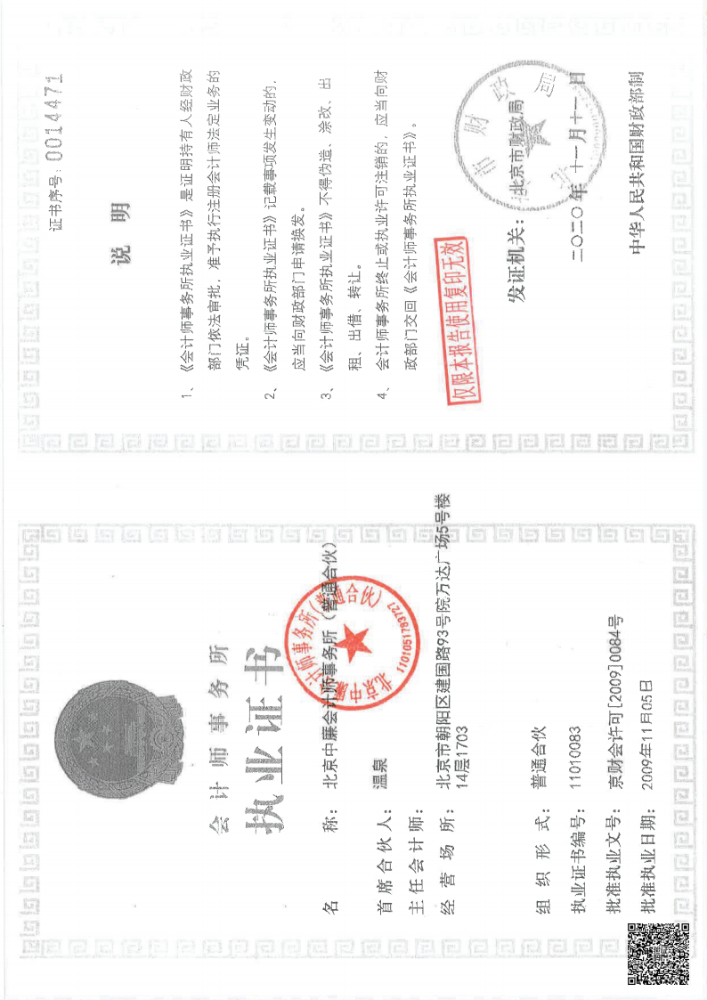 会计师事务所
执业证书
名称：北京中廉会计师事务所（普通合伙）
首席合伙人：温泉
主任会计师：
经营场所：北京市朝阳区建国路93号院万达广场5号楼
14层1703
组织形式：普通合伙
执业证书编号：11010083
批准执业文号：京财会许可[2009]0084号
批准执业日期：2009年11月05日
北京中廉会计师事务所（普通合伙）
1101051793727
证书序号：0014471
说明
1、《会计师事务所执业证书》是证明持有人经财政
部门依法审批，准予执行注册会计师法定业务的
凭证。
2、《会计师事务所执业证书》记载事项发生变动的，
应当向财政部门申请换发。
3、《会计师事务所执业证书》不得伪造、涂改、出
租、出借、转让。
4、会计师事务所终止或执业许可注销的，应当向财
政部门交回《会计师事务所执业证书》。
仅限本报告使用复印无效
发证机关：北京市财政局
二〇二〇年十一月十一日
中华人民共和国财政部制
北京市财政局